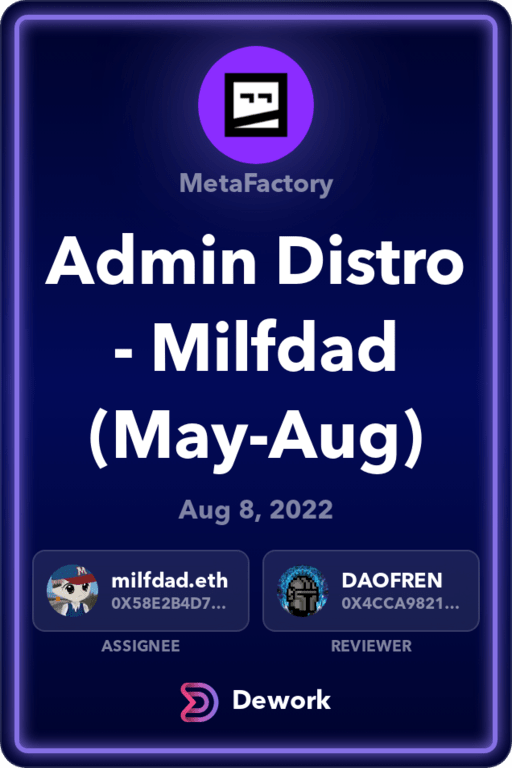 MetaFactory
Admin Distro
- Milfdad
(May-Aug)
Aug 8, 2022
milfdad.eth
0X58E2B4D7...
ASSIGNEE
DAOFREN
0X4CCA9821...
REVIEWER
Dework